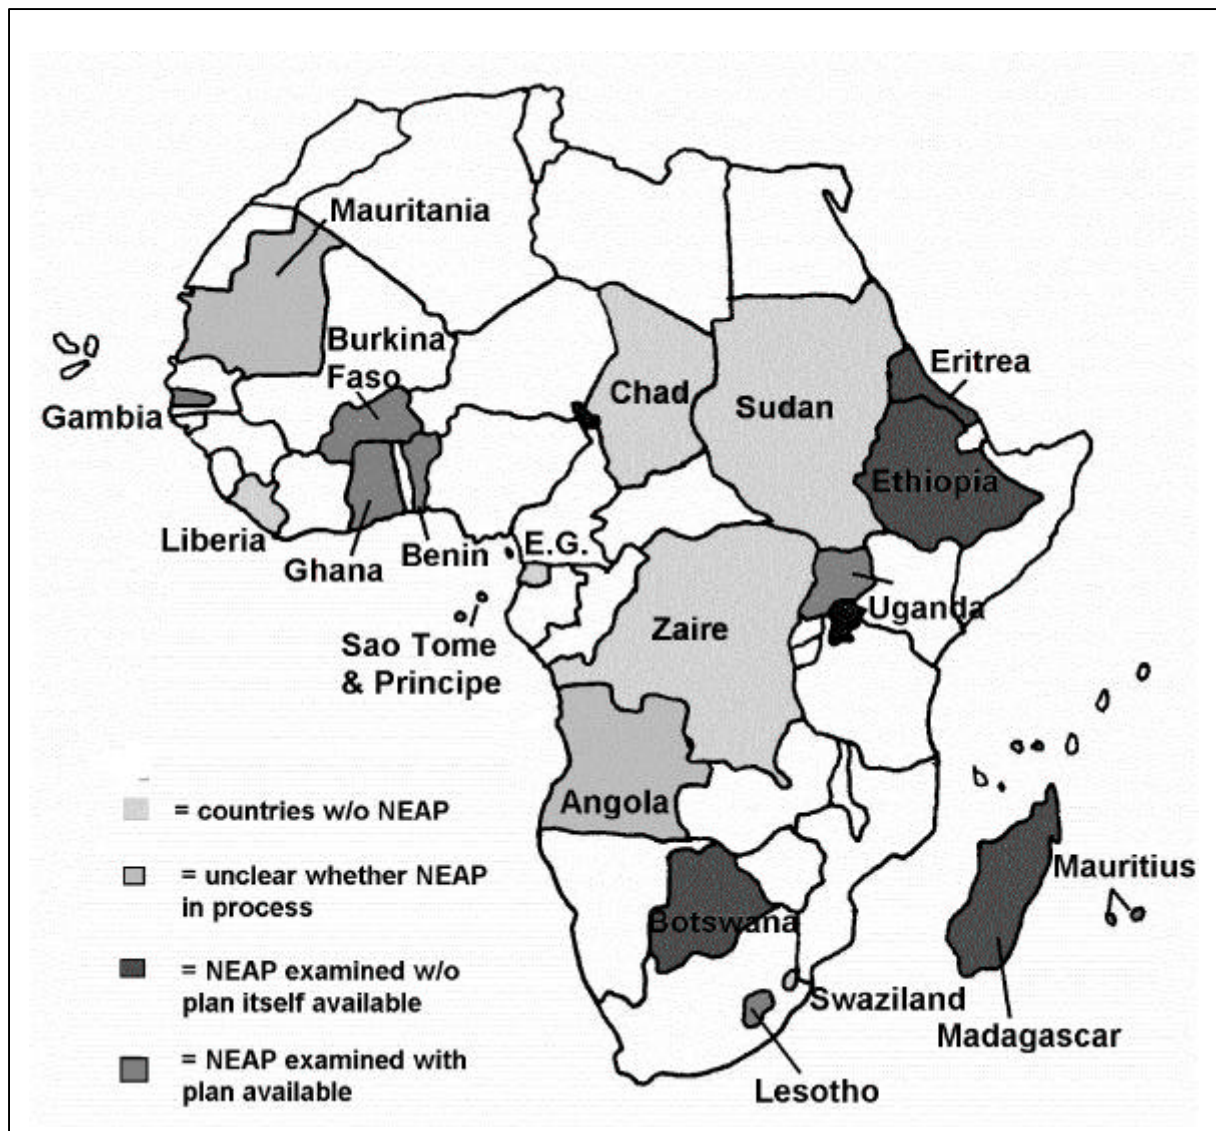 Mauritania
Burkina
Faso
Eritrea
Chad
Sudan
Gambia
Ethiopia
Liberia
Ghana
Benin
E.G.
Uganda
Zaire
Sao Tome
& Principe
Angola
= countries w/o NEAP
= unclear whether NEAP
in process
Mauritius
Botswana
= NEAP examined w/o
plan itself available
Swaziland
Madagascar
= NEAP examined with
plan available
Lesotho